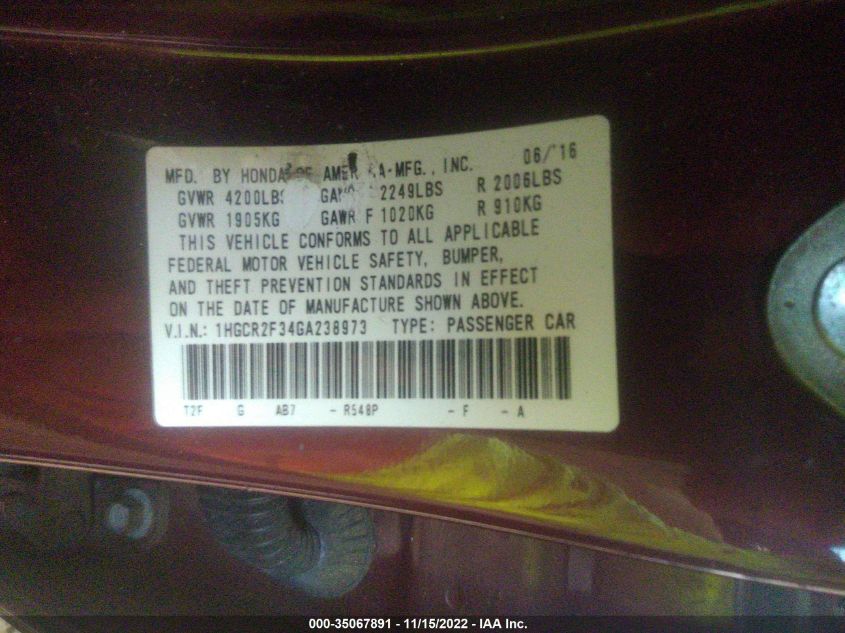 MFD. BY HONDA OF AMERICA-MFG., INC. 06/'16
GVWR 4200LBS 2249LBS R 2006LBS
GVWR 1905KG GAWR F 1020KG R 910KG
THIS VEHICLE CONFORMS TO ALL APPLICABLE
FEDERAL MOTOR VEHICLE SAFETY, BUMPER,
AND THEFT PREVENTION STANDARDS IN EFFECT
ON THE DATE OF MANUFACTURE SHOWN ABOVE.
V.I.N.: 1HGCR2F34GA238973 TYPE: PASSENGER CAR
T2F G AB7 - R548P - F - A
000-35067891 - 11/15/2022 - IAA Inc.